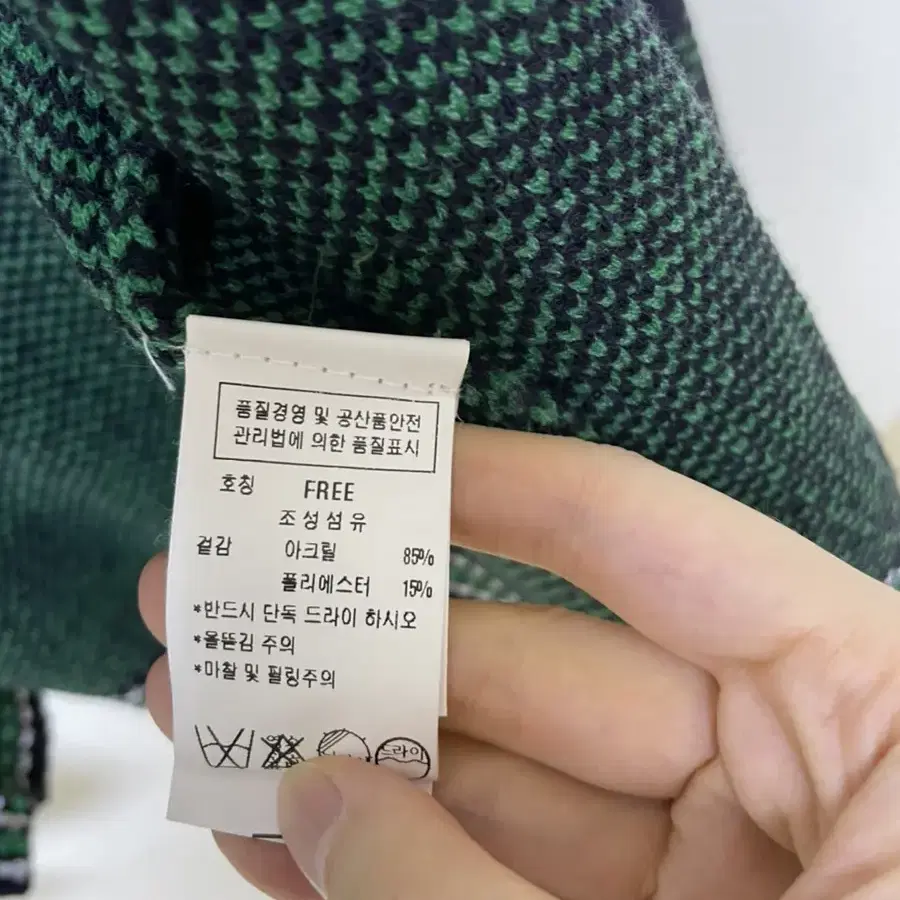 품질경영 및 공산품안전
관리법에 의한 품질표시
호칭 FREE
조성섬유
겉감 아크릴 85%
폴리에스터 15%
*반드시 단독 드라이 하시오
*올뜯김 주의
*마찰 및 필링주의
드라이